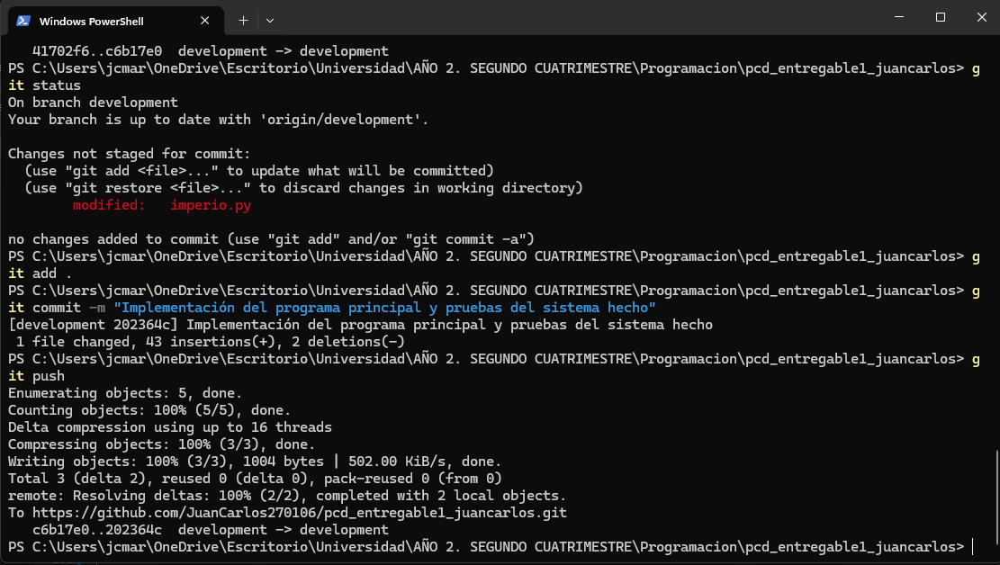 Windows PowerShell
41702f6..c6b17e0  development -> development
PS C:\Users\jcmar\OneDrive\Escritorio\Universidad\AÑO 2. SEGUNDO CUATRIMESTRE\Programacion\pcd_entregable1_juancarlos> g
it status
On branch development
Your branch is up to date with 'origin/development'.
Changes not staged for commit:
(use "git add <file>..." to update what will be committed)
(use "git restore <file>..." to discard changes in working directory)
modified:   imperio.py
no changes added to commit (use "git add" and/or "git commit -a")
PS C:\Users\jcmar\OneDrive\Escritorio\Universidad\AÑO 2. SEGUNDO CUATRIMESTRE\Programacion\pcd_entregable1_juancarlos> g
it add .
PS C:\Users\jcmar\OneDrive\Escritorio\Universidad\AÑO 2. SEGUNDO CUATRIMESTRE\Programacion\pcd_entregable1_juancarlos> g
it commit -m "Implementación del programa principal y pruebas del sistema hecho"
[development 202364c] Implementación del programa principal y pruebas del sistema hecho
1 file changed, 43 insertions(+), 2 deletions(-)
PS C:\Users\jcmar\OneDrive\Escritorio\Universidad\AÑO 2. SEGUNDO CUATRIMESTRE\Programacion\pcd_entregable1_juancarlos> g
it push
Enumerating objects: 5, done.
Counting objects: 100% (5/5), done.
Delta compression using up to 16 threads
Compressing objects: 100% (3/3), done.
Writing objects: 100% (3/3), 1004 bytes | 502.00 KiB/s, done.
Total 3 (delta 2), reused 0 (delta 0), pack-reused 0 (from 0)
remote: Resolving deltas: 100% (2/2), completed with 2 local objects.
To https://github.com/JuanCarlos270106/pcd_entregable1_juancarlos.git
c6b17e0..202364c  development -> development
PS C:\Users\jcmar\OneDrive\Escritorio\Universidad\AÑO 2. SEGUNDO CUATRIMESTRE\Programacion\pcd_entregable1_juancarlos>